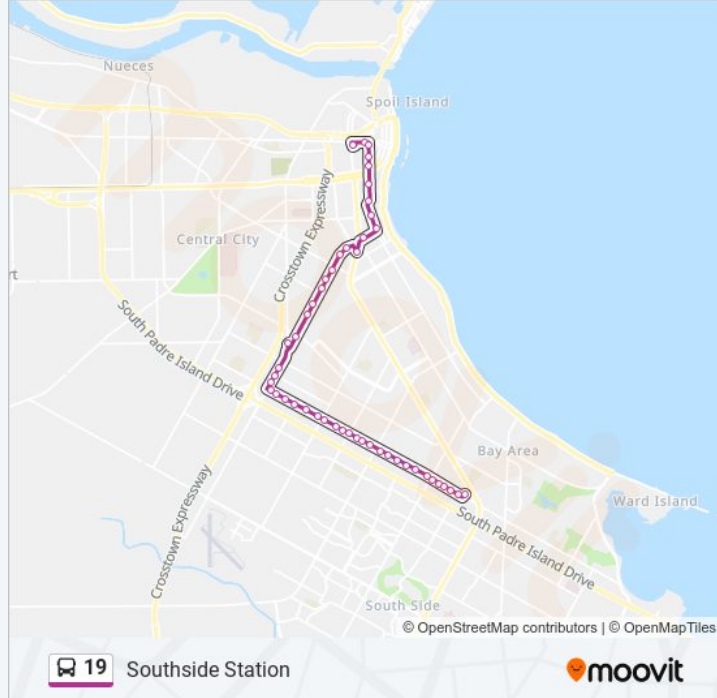 Nueces
Spoil Island
Crosstown Expressway
Central City
rt
South Padre Island Drive
Bay Area
Ward Island
South Padre Island Drive
Crosstown Expressway
South Side
© OpenStreetMap contributors | © OpenMapTiles
19 Southside Station
moovit